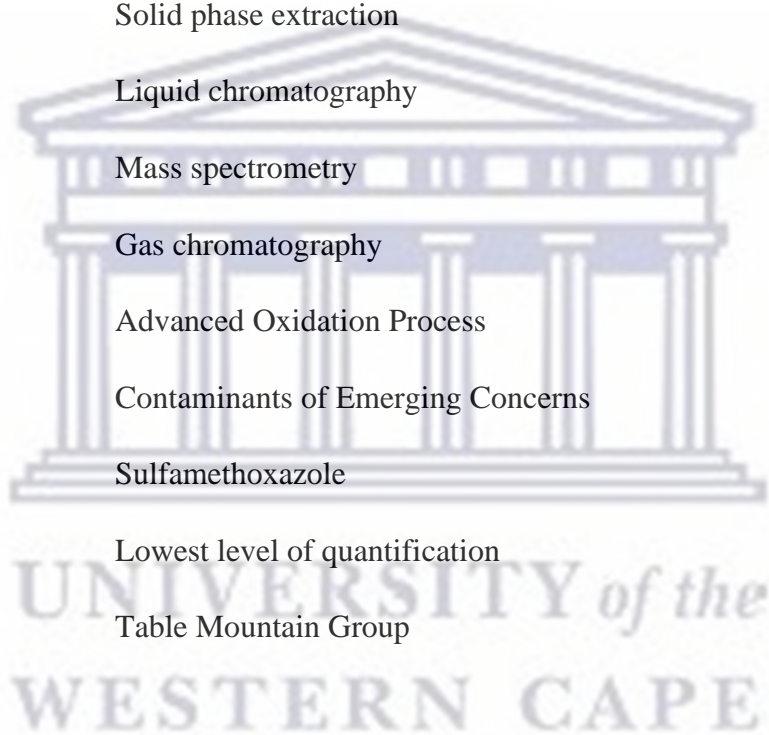 Solid phase extraction
Liquid chromatography
Mass spectrometry
Gas chromatography
Advanced Oxidation Process
Contaminants of Emerging Concerns
Sulfamethoxazole
Lowest level of quantification
UNIVERSITY of the
Table Mountain Group
WESTERN CAPE